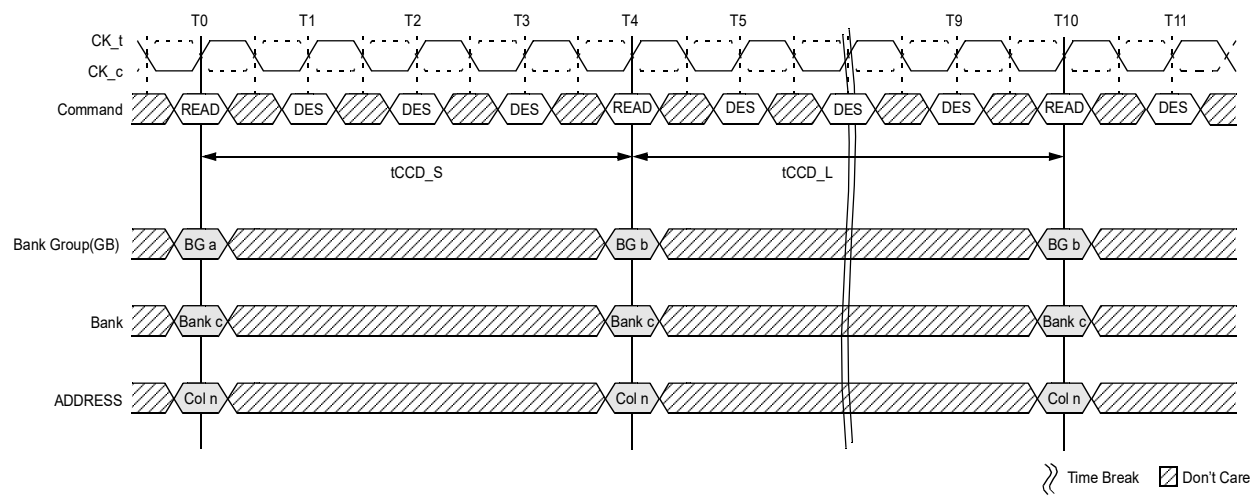 T0 T1 T2 T3 T4 T5 T9 T10 T11
CK_t
CK_c
Command READ DES DES DES READ DES DES DES READ DES
tCCD_S tCCD_L
Bank Group(GB) BG a BG b BG b
Bank Bank c Bank c Bank c
ADDRESS Col n Col n Col n
Time Break Don't Care